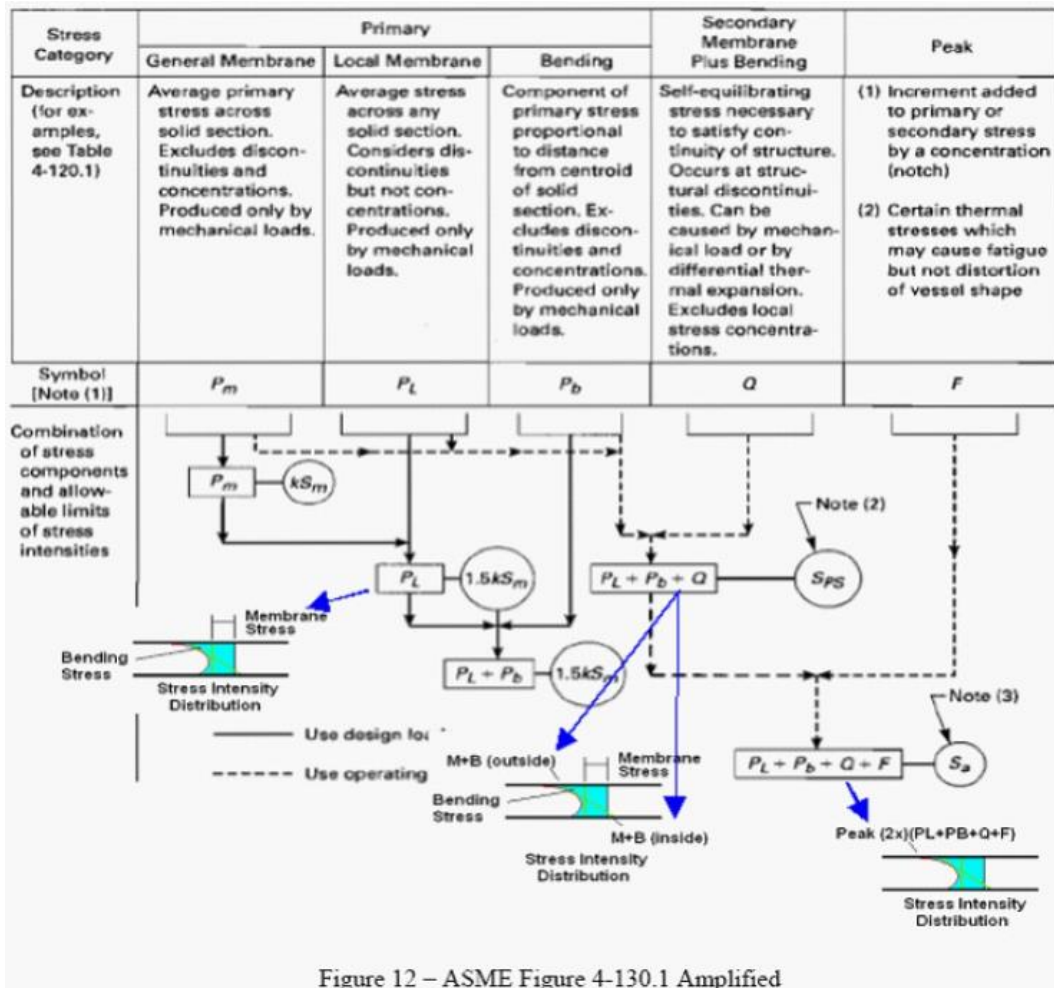 Stress
Category
Primary
General Membrane
Local Membrane
Bending
Secondary
Membrane
Plus Bending
Peak
Description
(for ex-
amples,
see Table
4-120.1)
Average primary
stress across
solid section.
Excludes discon-
tinuities and
concentrations.
Produced only by
mechanical loads.
Average stress
across any
solid section.
Considers dis-
continuities
but not con-
centrations.
Produced only
by mechanical
loads.
Component of
primary stress
proportional
to distance
from centroid
of solid
section. Ex-
cludes discon-
tinuities and
concentrations.
Produced only
by mechanical
loads.
Self-equilibrating
stress necessary
to satisfy con-
tinuity of structure.
Occurs at struc-
tural discontinui-
ties. Can be
caused by mechan-
ical load or by
differential ther-
mal expansion.
Excludes local
stress concentra-
tions.
(1) Increment added
to primary or
secondary stress
by a concentration
(notch)
(2) Certain thermal
stresses which
may cause fatigue
but not distortion
of vessel shape
Symbol
[Note (1)]
Pm
PL
Pb
Q
F
Combination
of stress
components
and allow-
able limits
of stress
intensities
Pm
kSm
Note (2)
PL
1.5kSm
PL + Pb + Q
SPS
Membrane
Stress
Bending
Stress
Stress Intensity
Distribution
PL + Pb
1.5kSm
Note (3)
Use design loa
Use operating
PL + Pb + Q + F
Sa
M+B (outside)
Membrane
Stress
Bending
Stress
M+B (inside)
Stress Intensity
Distribution
Peak (2x)(PL+PB+Q+F)
Stress Intensity
Distribution
Figure 12 – ASME Figure 4-130.1 Amplified